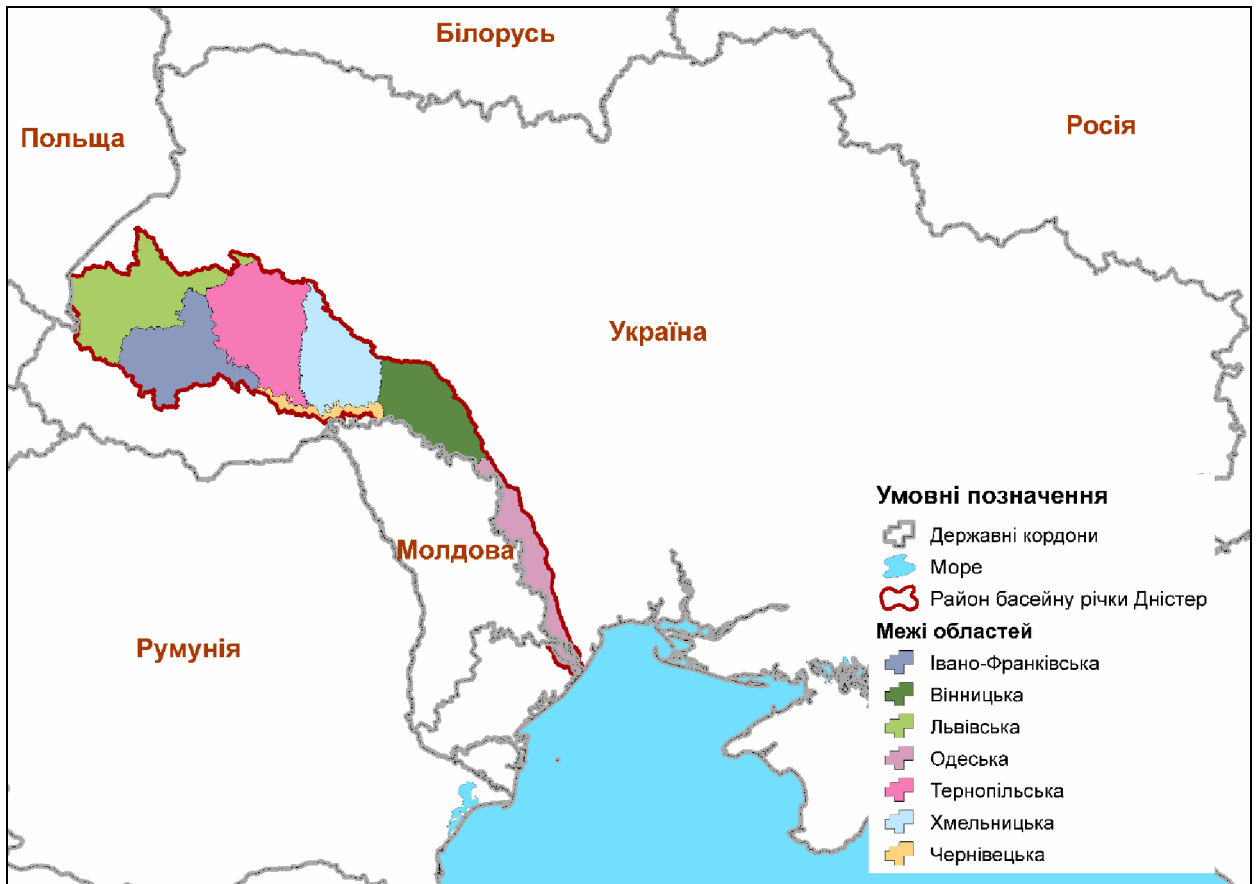 Білорусь
Польща
Росія
Україна
Молдова
Румунія
Умовні позначення
Державні кордони
Море
Район басейну річки Дністер
Межі областей
Івано-Франківська
Вінницька
Львівська
Одеська
Тернопільська
Хмельницька
Чернівецька